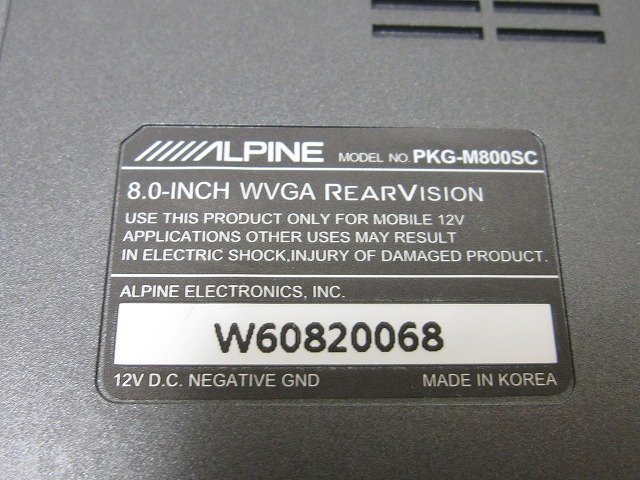 ALPINE MODEL NO. PKG-M800SC
8.0-INCH WVGA REARVISION
USE THIS PRODUCT ONLY FOR MOBILE 12V
APPLICATIONS OTHER USES MAY RESULT
IN ELECTRIC SHOCK,INJURY OF DAMAGED PRODUCT.
ALPINE ELECTRONICS, INC.
W60820068
12V D.C. NEGATIVE GND MADE IN KOREA